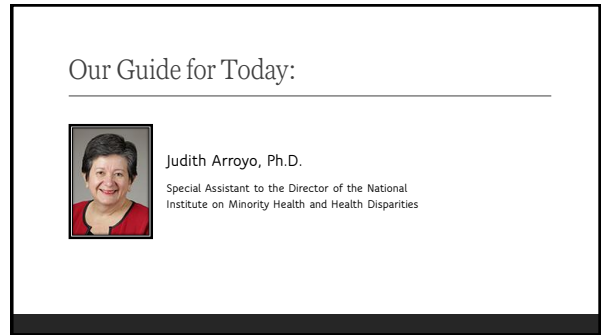 Our Guide for Today:
Judith Arroyo, Ph.D.
Special Assistant to the Director of the National
Institute on Minority Health and Health Disparities